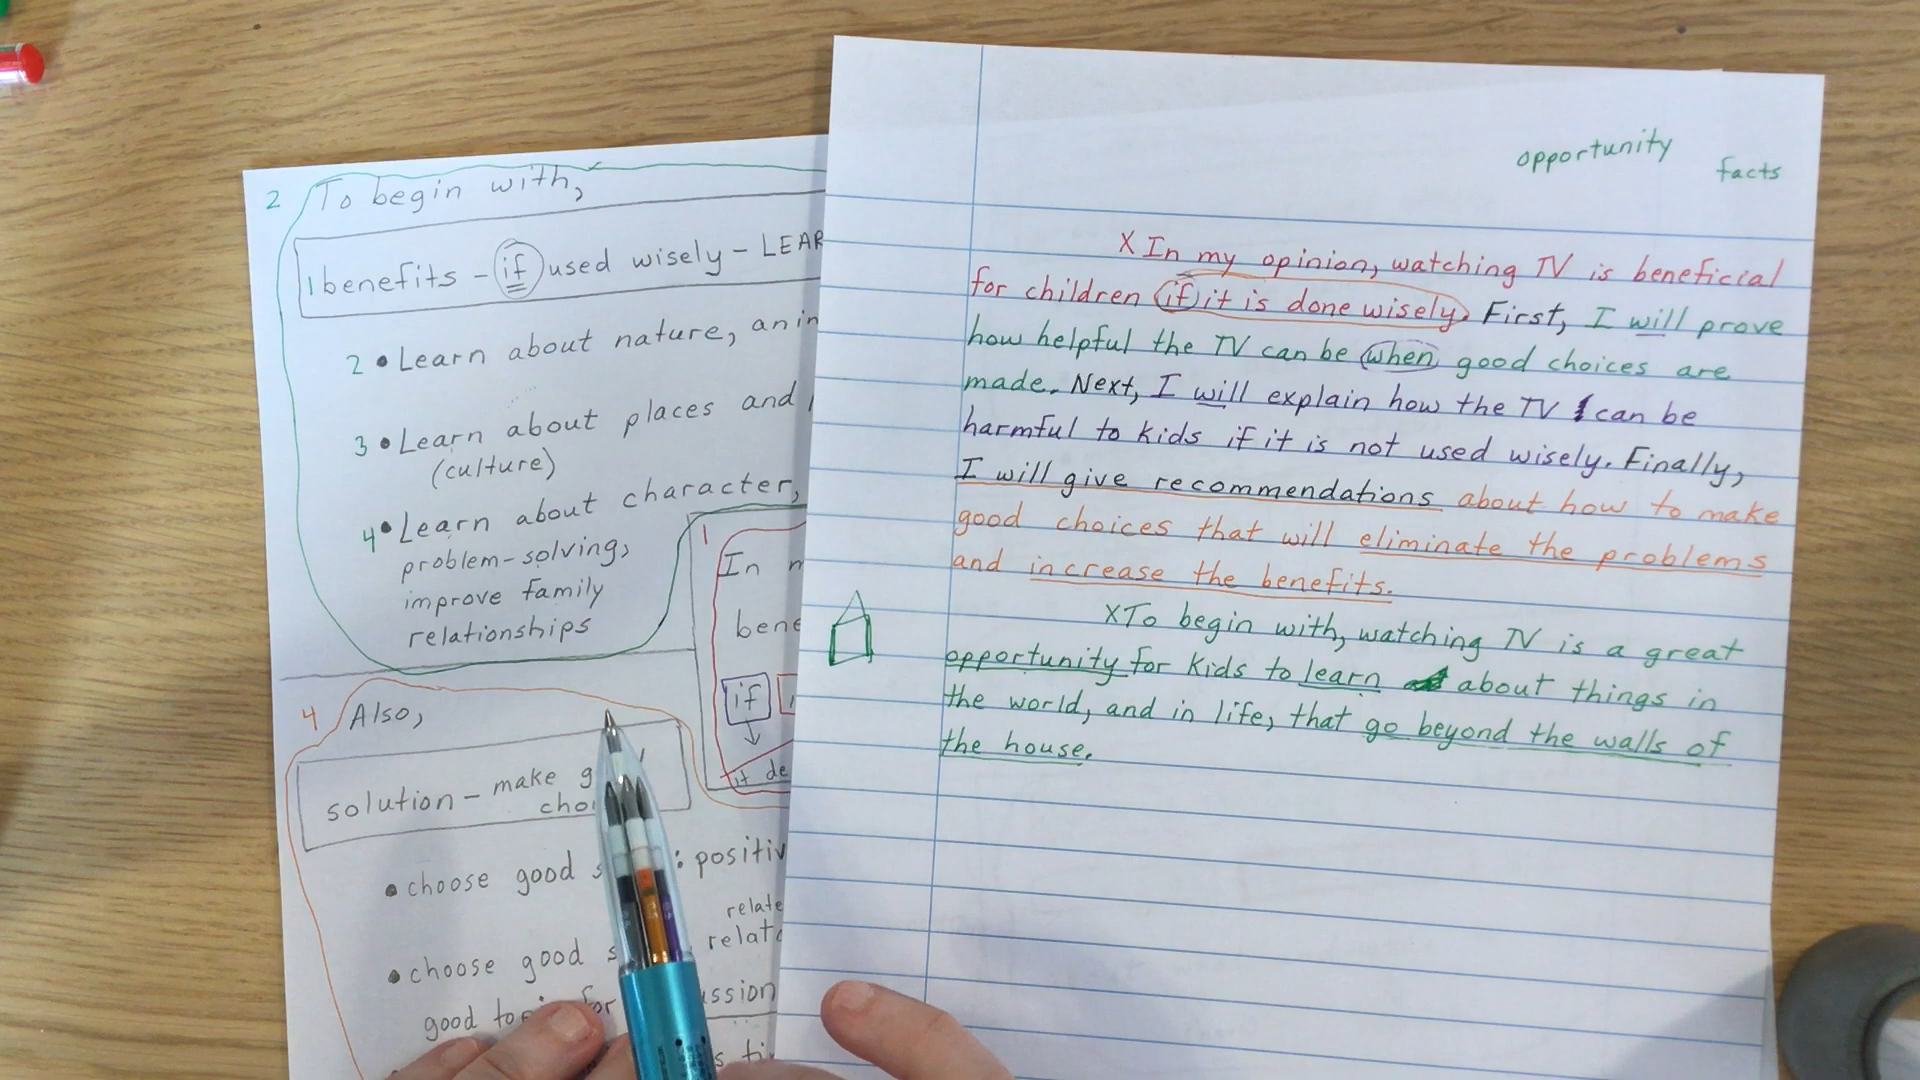 2 To begin with,
1 benefits - if used wisely - LEAR
2 • Learn about nature, anim
3 • Learn about places and
(culture)
4 • Learn about character,
problem-solving,
improve family
relationships
1
In m
bene
if
it de
4 Also,
solution - make g
choi
• choose good s : positiv
relate
• choose good s relat
good for ussion
s ti
opportunity
facts
X In my opinion, watching TV is beneficial
for children if it is done wisely. First, I will prove
how helpful the TV can be when good choices are
made. Next, I will explain how the TV can be
harmful to kids if it is not used wisely. Finally,
I will give recommendations about how to make
good choices that will eliminate the problems
and increase the benefits.
X To begin with, watching TV is a great
opportunity for kids to learn about things in
the world, and in life, that go beyond the walls of
the house.